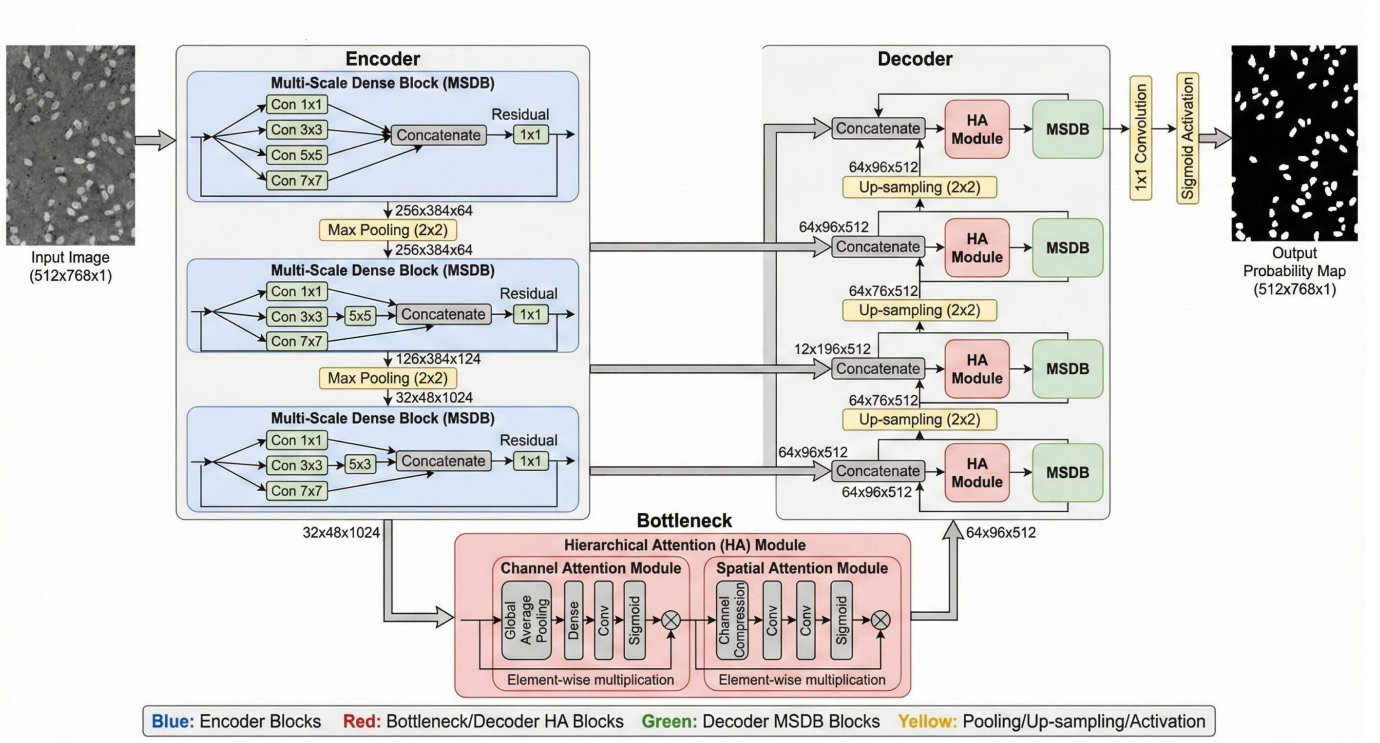 Encoder
Multi-Scale Dense Block (MSDB)
Con 1x1
Con 3x3
Con 5x5
Con 7x7
Concatenate
Residual
1x1
256x384x64
Max Pooling (2x2)
256x384x64
Multi-Scale Dense Block (MSDB)
Con 1x1
Con 3x3
5x5
Con 7x7
Concatenate
Residual
1x1
126x384x124
Max Pooling (2x2)
32x48x1024
Multi-Scale Dense Block (MSDB)
Con 1x1
Con 3x3
5x3
Con 7x7
Concatenate
Residual
1x1
Input Image
(512x768x1)
Decoder
Concatenate
HA
Module
MSDB
64x96x512
Up-sampling (2x2)
64x96x512
Concatenate
HA
Module
MSDB
64x76x512
Up-sampling (2x2)
12x196x512
Concatenate
HA
Module
MSDB
64x76x512
Up-sampling (2x2)
64x96x512
Concatenate
HA
Module
MSDB
64x96x512
1x1 Convolution
Sigmoid Activation
Output
Probability Map
(512x768x1)
32x48x1024
Bottleneck
64x96x512
Hierarchical Attention (HA) Module
Channel Attention Module
Global
Average
Pooling
Dense
Conv
Sigmoid
Element-wise multiplication
Spatial Attention Module
Channel
Compression
Conv
Conv
Sigmoid
Element-wise multiplication
Blue: Encoder Blocks Red: Bottleneck/Decoder HA Blocks Green: Decoder MSDB Blocks Yellow: Pooling/Up-sampling/Activation